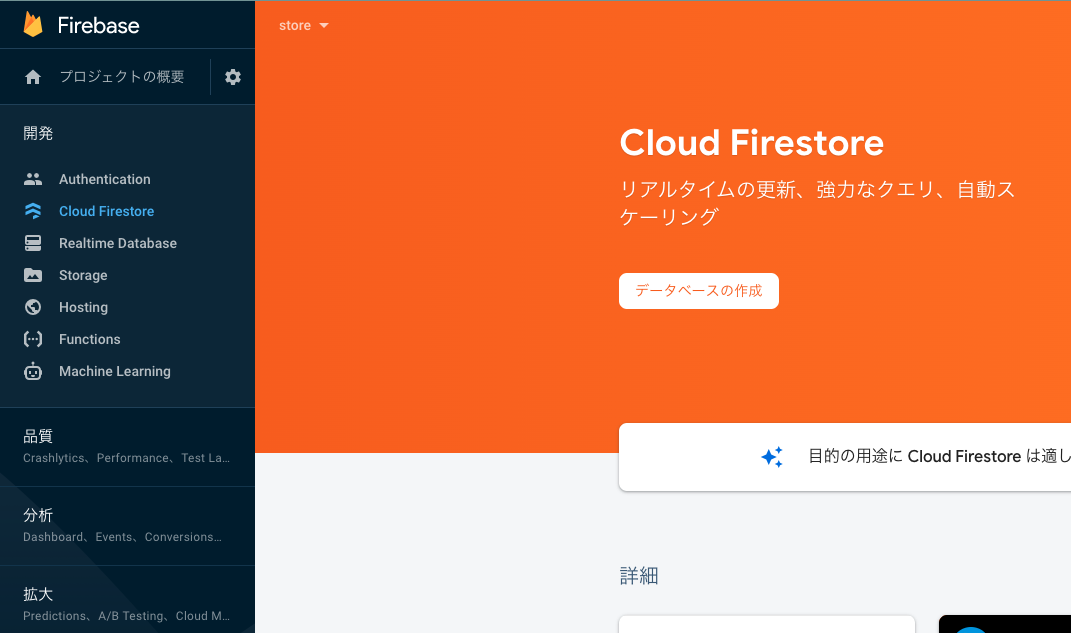 Firebase
プロジェクトの概要
開発
Authentication
Cloud Firestore
Realtime Database
Storage
Hosting
Functions
Machine Learning
品質
Crashlytics、Performance、Test La...
分析
Dashboard、Events、Conversions...
拡大
Predictions、A/B Testing、Cloud M...
store
Cloud Firestore
リアルタイムの更新、強力なクエリ、自動ス
ケーリング
データベースの作成
目的の用途に Cloud Firestore は適し
詳細